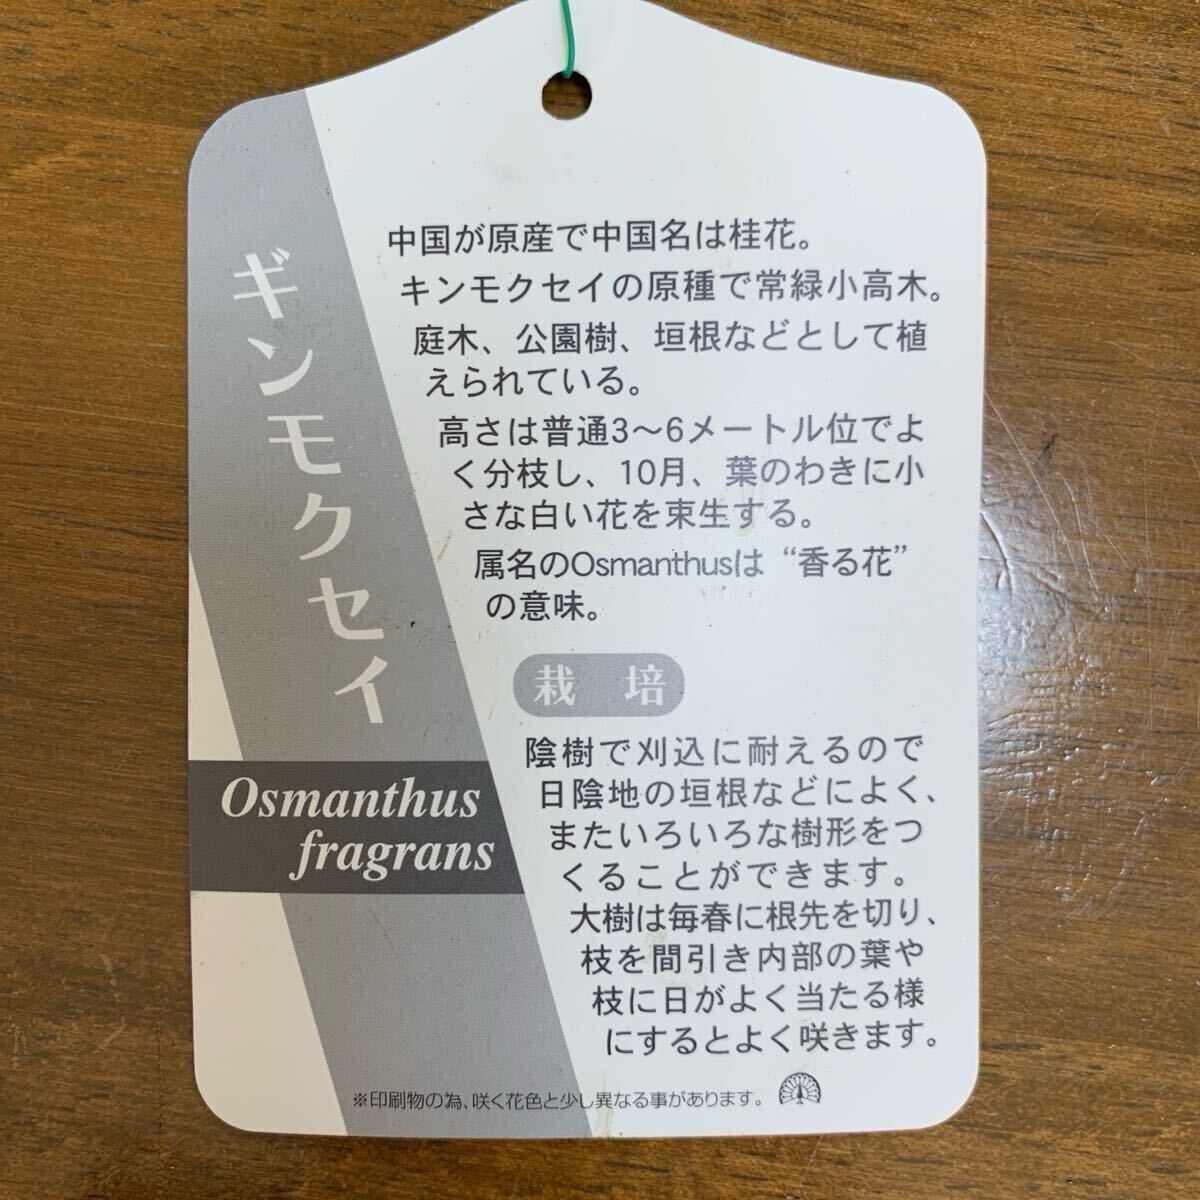 ギンモクセイ
Osmanthus
fragrans
中国が原産で中国名は桂花。
キンモクセイの原種で常緑小高木。
庭木、公園樹、垣根などとして植
えられている。
高さは普通3〜6メートル位でよ
く分枝し、10月、葉のわきに小
さな白い花を束生する。
属名のOsmanthusは“香る花”
の意味。
栽 培
陰樹で刈込に耐えるので
日陰地の垣根などによく、
またいろいろな樹形をつ
くることができます。
大樹は毎春に根先を切り、
枝を間引き内部の葉や
枝に日がよく当たる様
にするとよく咲きます。
※印刷物の為、咲く花色と少し異なる事があります。